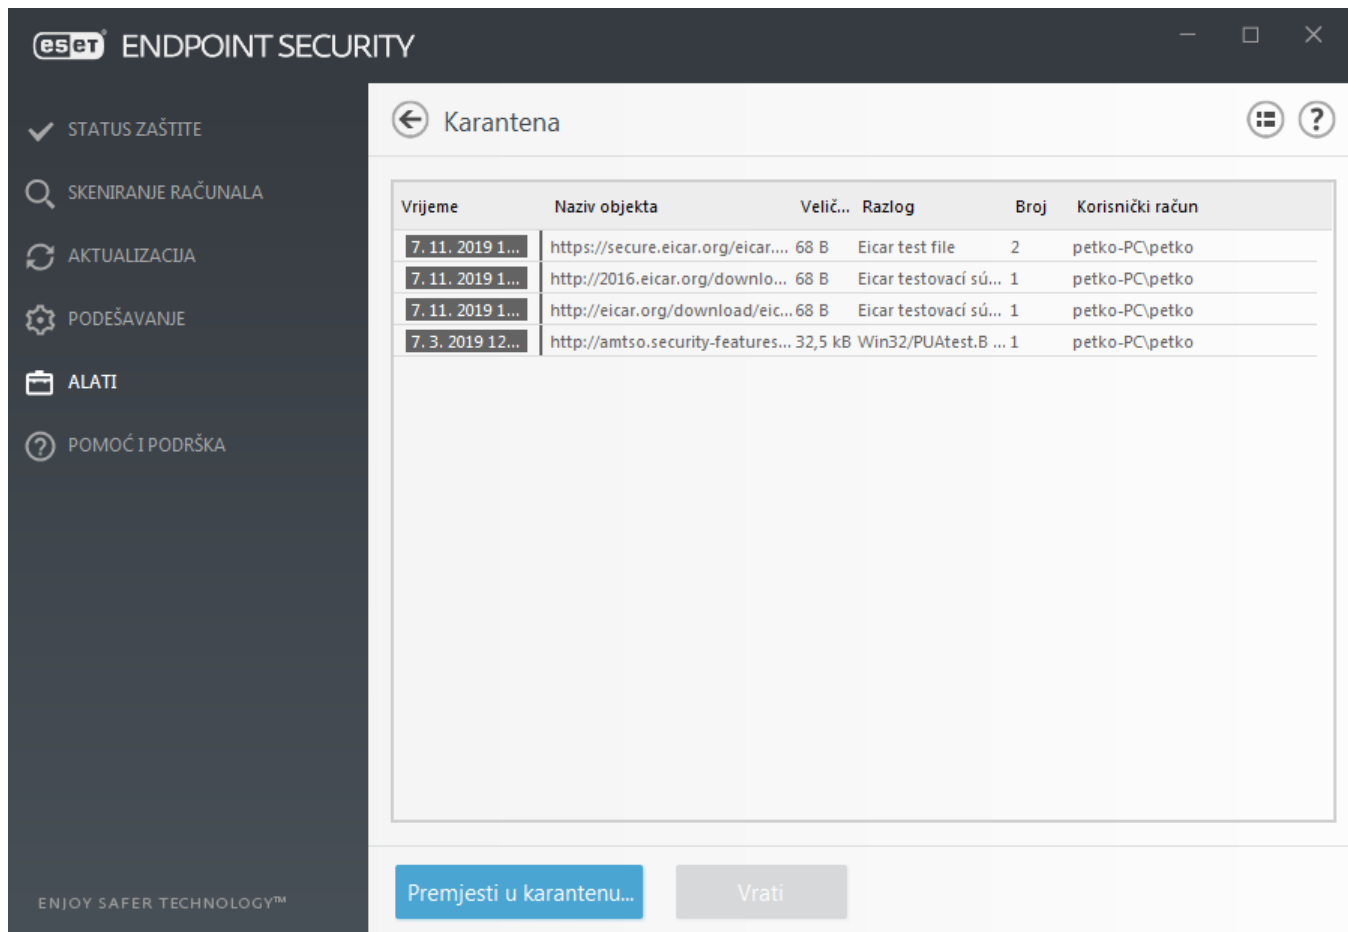 eset ENDPOINT SECURITY
STATUS ZAŠTITE
SKENIRANJE RAČUNALA
AKTUALIZACIJA
PODEŠAVANJE
ALATI
POMOĆ I PODRŠKA
ENJOY SAFER TECHNOLOGY™
Karantena
Vrijeme Naziv objekta Velič... Razlog Broj Korisnički račun
7. 11. 2019 1... https://secure.eicar.org/eicar.... 68 B Eicar test file 2 petko-PC\petko
7. 11. 2019 1... http://2016.eicar.org/downlo... 68 B Eicar testovací sú... 1 petko-PC\petko
7. 11. 2019 1... http://eicar.org/download/eic... 68 B Eicar testovací sú... 1 petko-PC\petko
7. 3. 2019 12... http://amtso.security-features... 32,5 kB Win32/PUAtest.B ... 1 petko-PC\petko
Premjesti u karantenu... Vrati